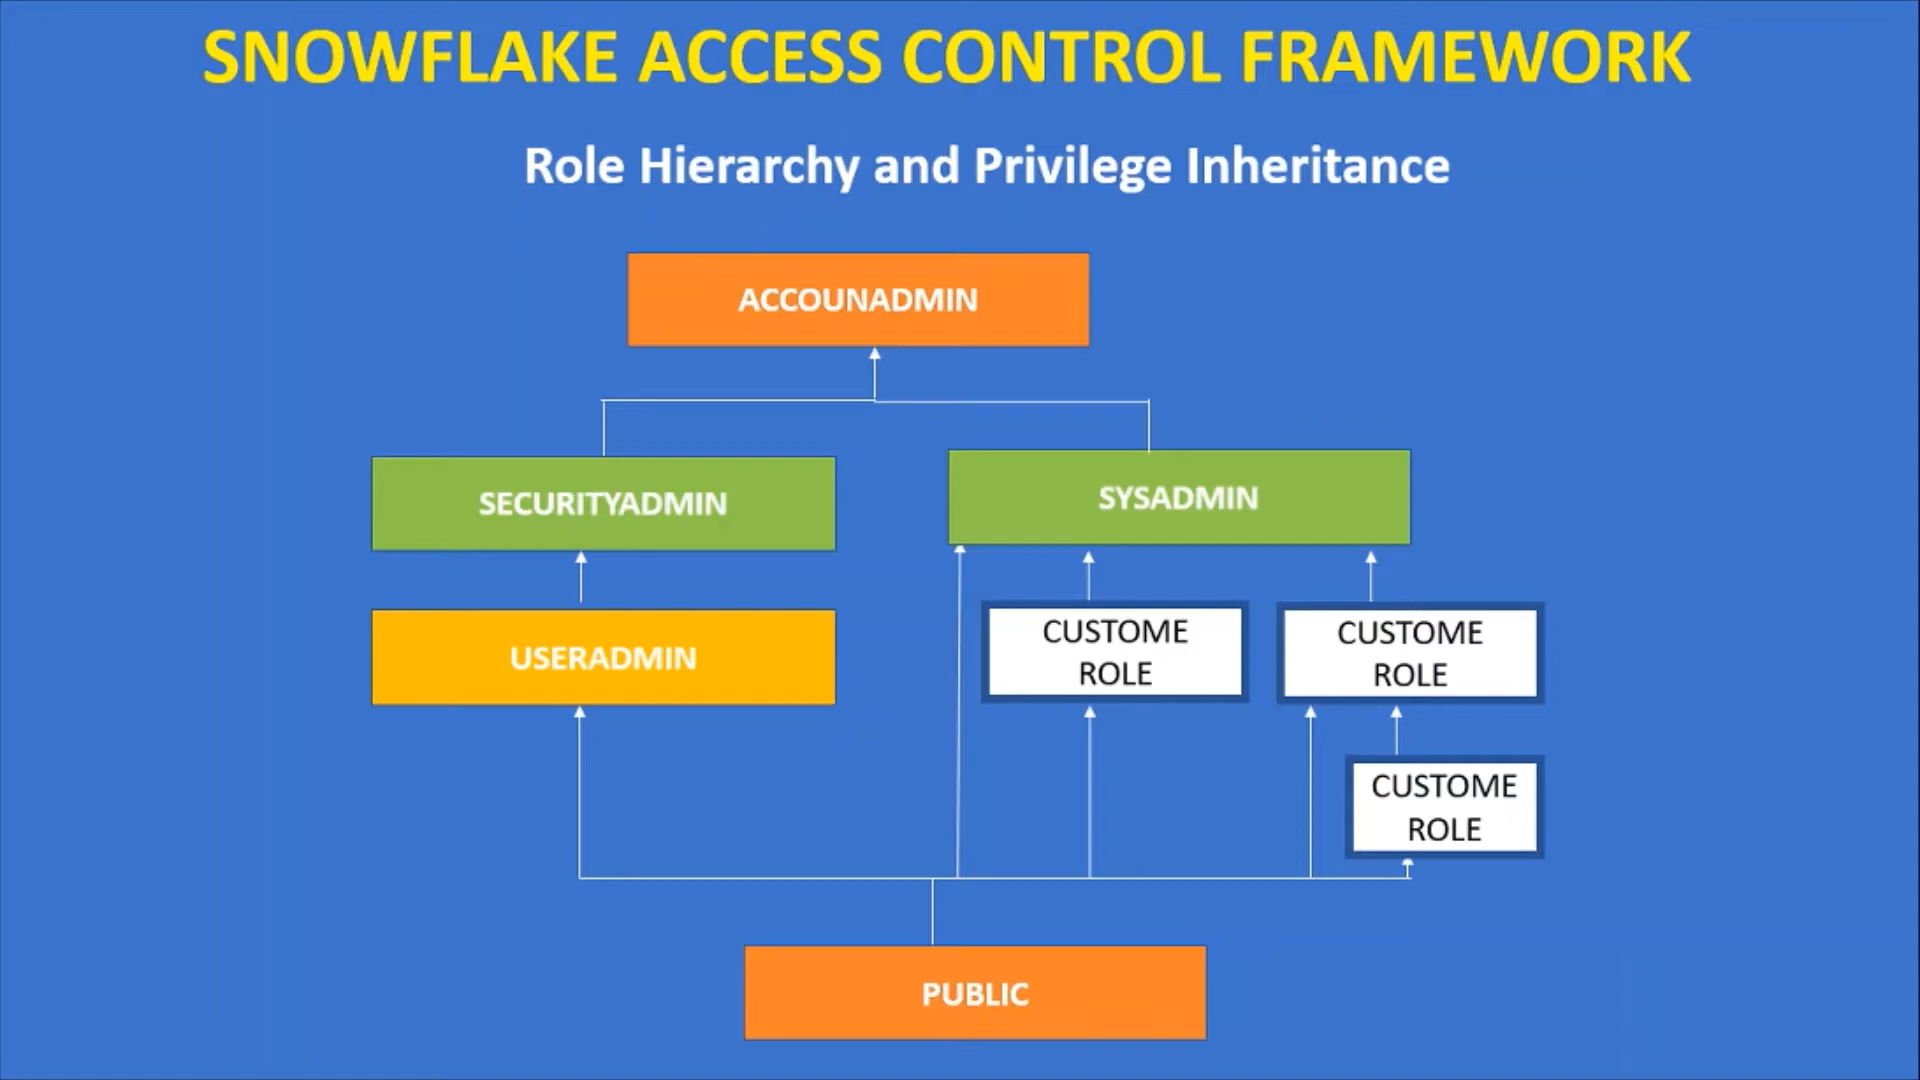 SNOWFLAKE ACCESS CONTROL FRAMEWORK
Role Hierarchy and Privilege Inheritance
ACCOUNADMIN
SECURITYADMIN
SYSADMIN
USERADMIN
CUSTOME
ROLE
CUSTOME
ROLE
CUSTOME
ROLE
PUBLIC